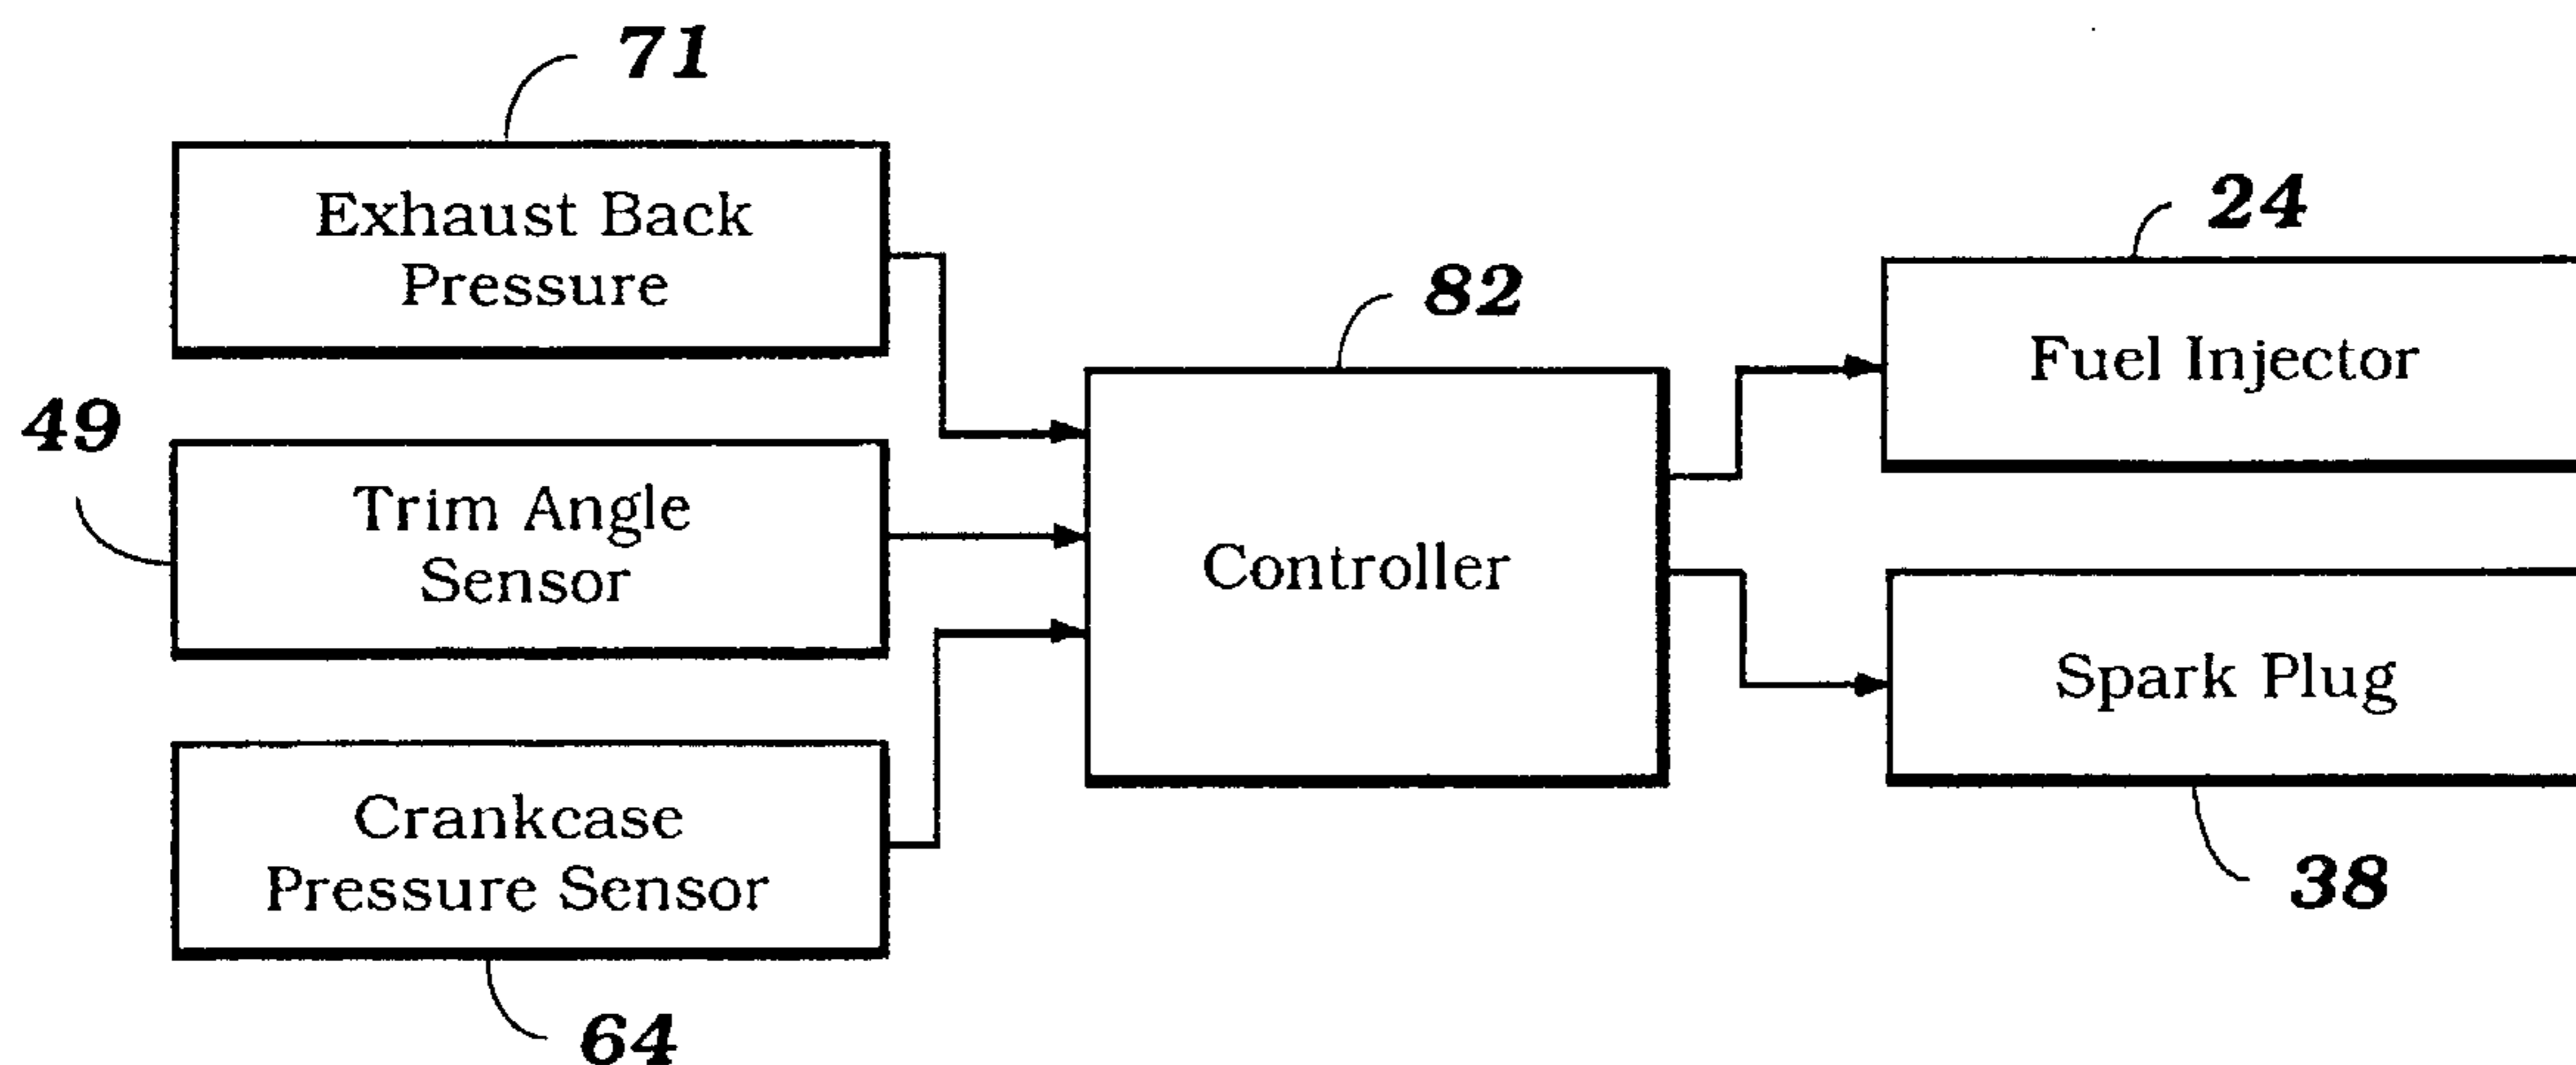 71
Exhaust Back
Pressure
49
Trim Angle
Sensor
Crankcase
Pressure Sensor
64
82
Controller
24
Fuel Injector
Spark Plug
38